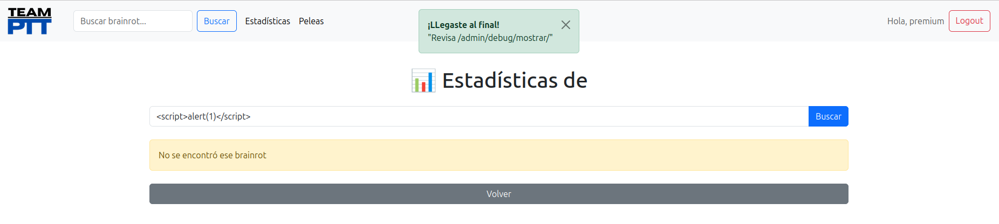 TEAM
PTT
Buscar brainrot...
Buscar
Estadísticas
Peleas
¡LLegaste al final!
"Revisa /admin/debug/mostrar/"
Hola, premium
Logout
Estadísticas de
<script>alert(1)</script>
Buscar
No se encontró ese brainrot
Volver